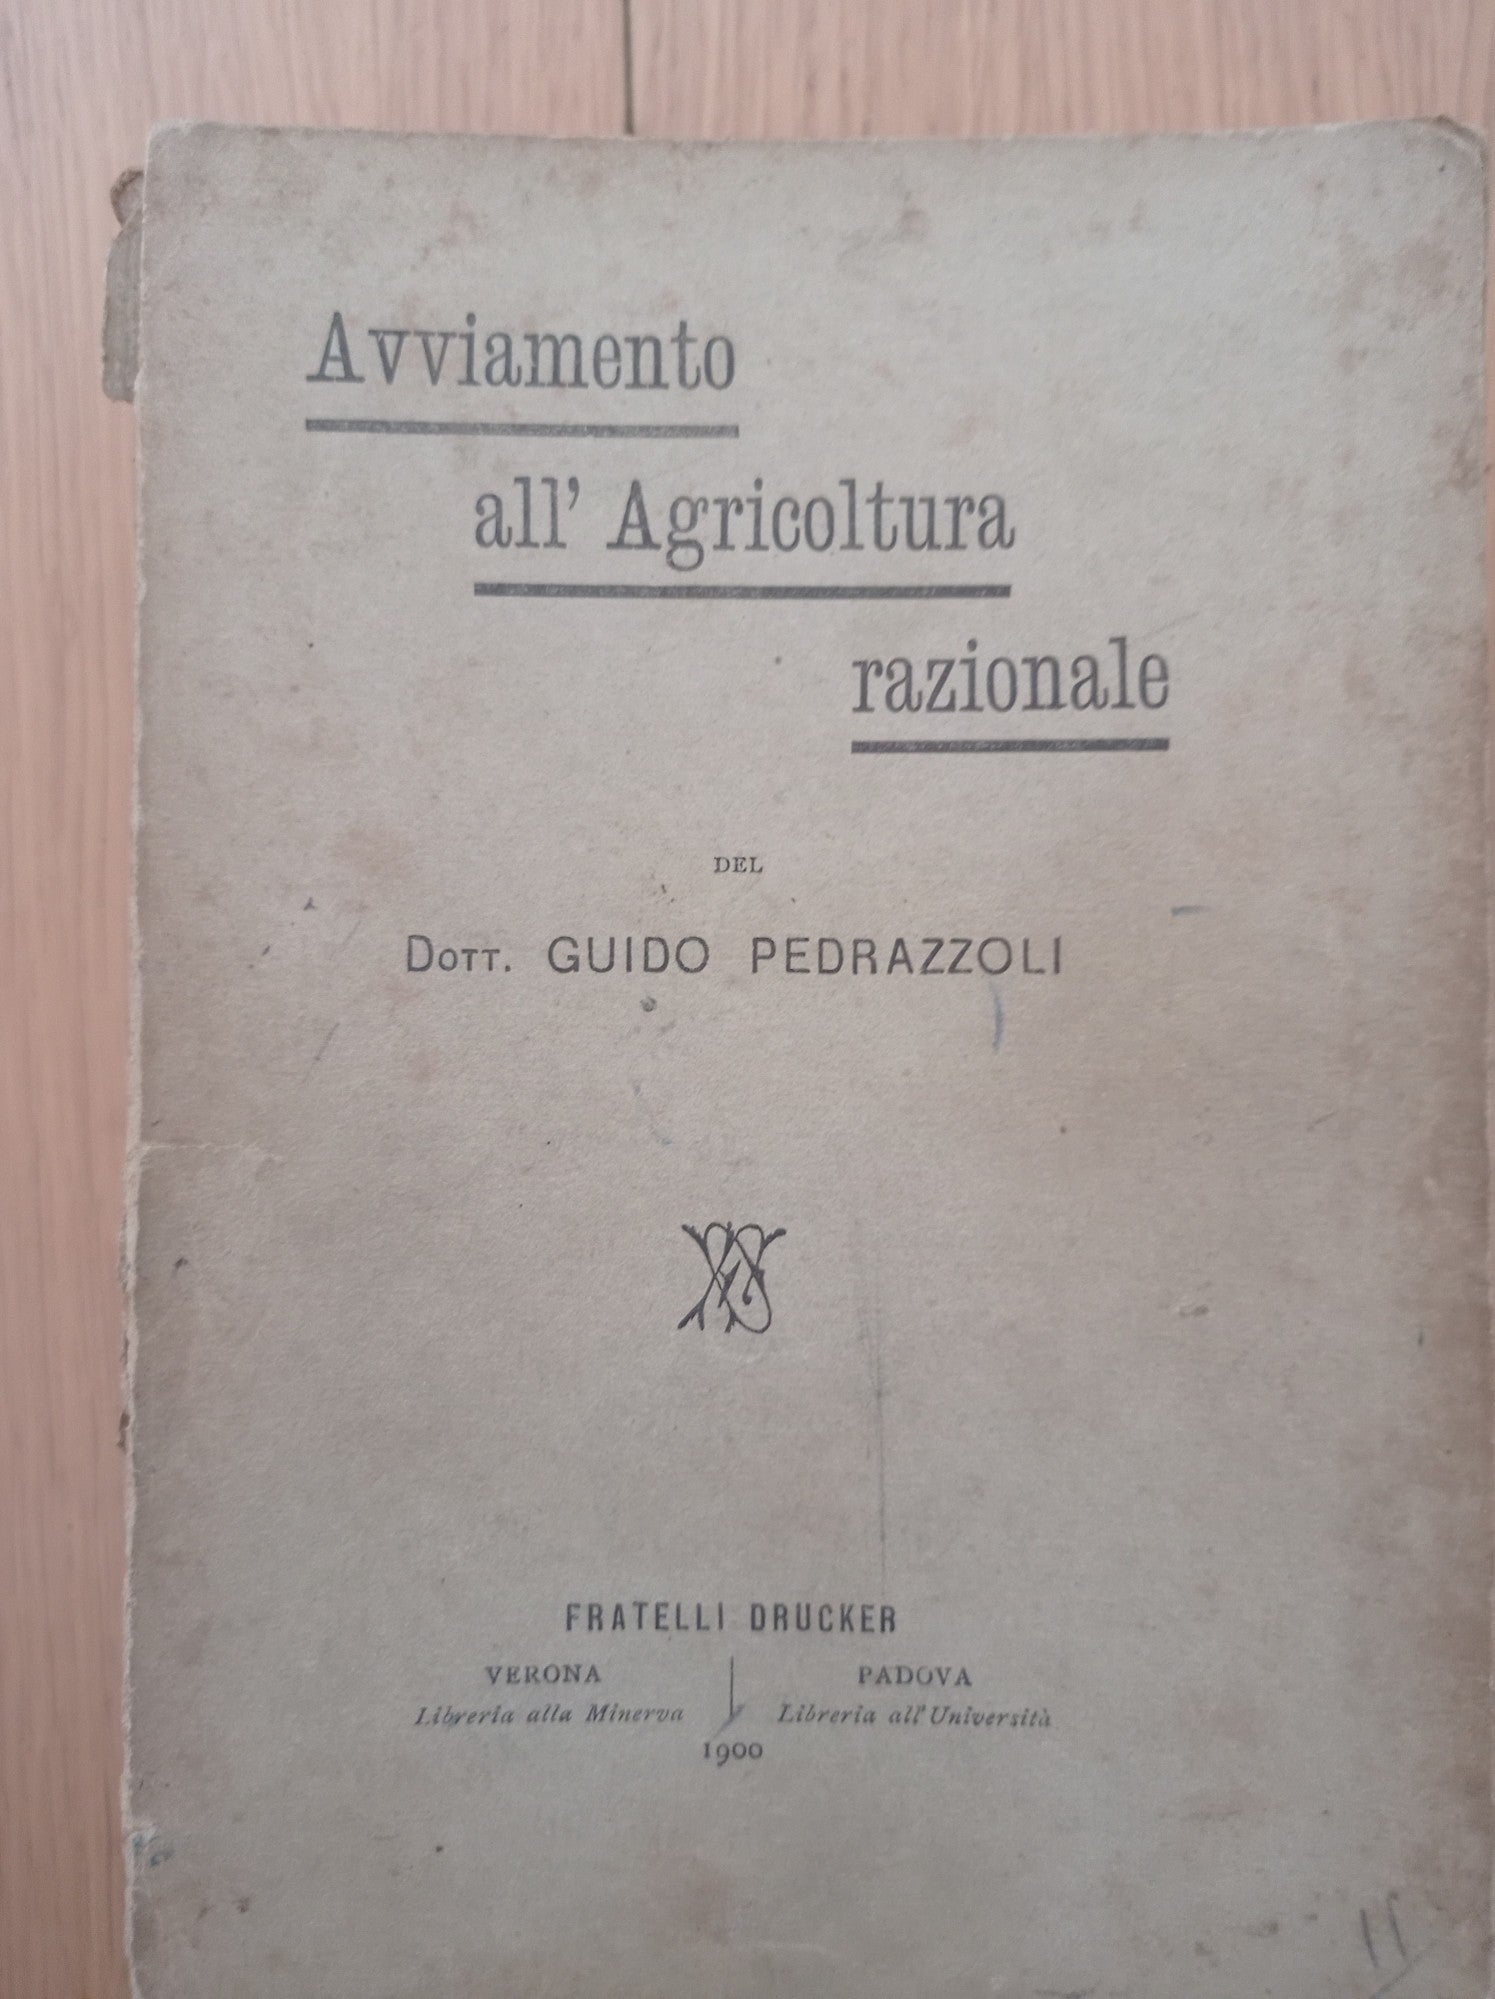 Avviamento
all' Agricoltura
razionale
DEL
DOTT. GUIDO PEDRAZZOLI
FRATELLI DRUCKER
VERONA
Libreria alla Minerva
PADOVA
Libreria all'Università
1900